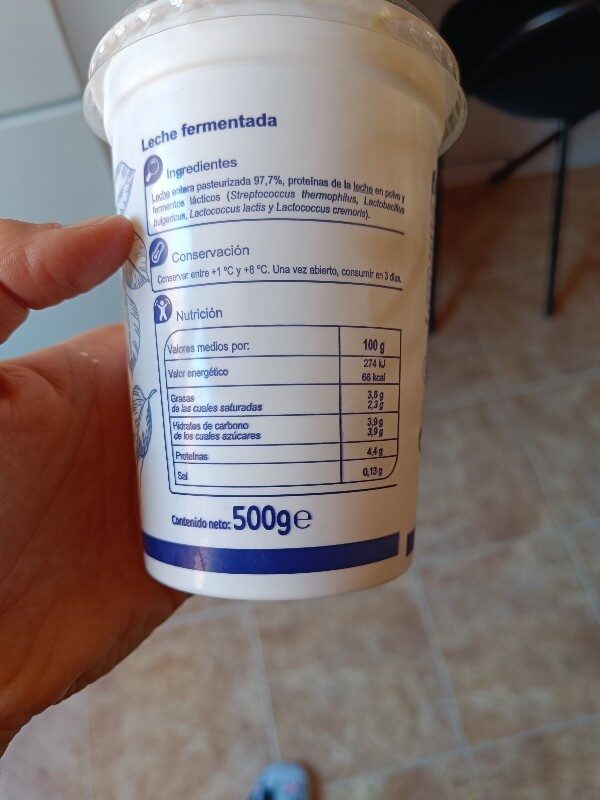 Leche fermentada
Ingredientes
Leche entera pasteurizada 97,7%, proteínas de la leche en polvo y
fermentos lácticos (Streptococcus thermophilus, Lactobacillus
bulgaricus, Lactococcus lactis y Lactococcus cremoris).
Conservación
Conservar entre +1 ºC y +8 ºC. Una vez abierto, consumir en 3 días.
Nutrición
Valores medios por: 100 g
Valor energético 274 kJ
66 kcal
Grasas 3,6 g
de las cuales saturadas 2,3 g
Hidratos de carbono 3,9 g
de los cuales azúcares 3,9 g
Proteínas 4,4 g
Sal 0,13 g
Contenido neto: 500g e